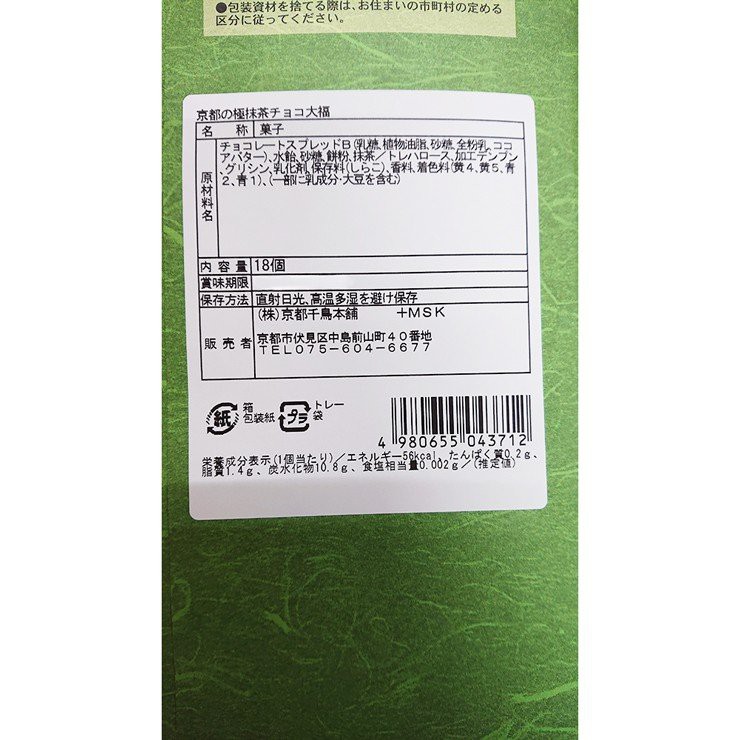 ●包装資材を捨てる際は、お住まいの市町村の定める
区分に従ってください。
京都の極抹茶チョコ大福
名 称 菓子
原材料名 チョコレートスプレッドB(乳糖、植物油脂、砂糖、全粉乳、ココ
アバター)、水飴、砂糖、餅粉、抹茶/トレハロース、加工デンプン
、グリシン、乳化剤、保存料(しらこ)、香料、着色料(黄4、黄5、青
2、青1)、(一部に乳成分・大豆を含む)
内容量 18個
賞味期限
保存方法 直射日光、高温多湿を避け保存
販売者 (株)京都千鳥本舗 +MSK
京都市伏見区中島前山町40番地
TEL075-604-6677
紙 箱
包装紙
プラ トレー
袋
4 980655 043712
栄養成分表示(1個当たり)/エネルギー56kcal、たんぱく質0.2g、
脂質1.4g、炭水化物10.8g、食塩相当量0.002g/(推定値)